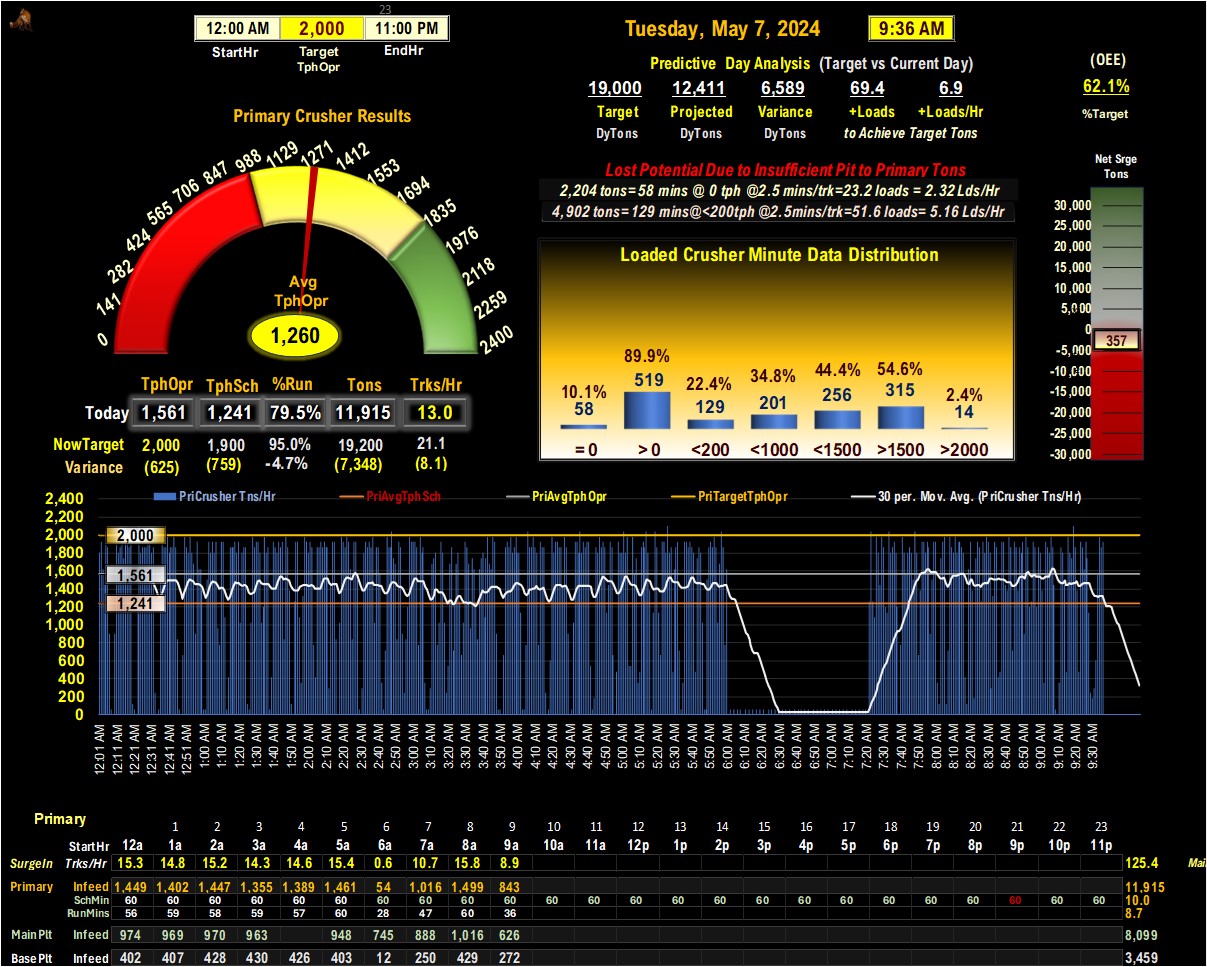 23
12:00 AM 2,000 11:00 PM
StartHr Target TphOpr EndHr
Tuesday, May 7, 2024 9:36 AM
Predictive Day Analysis (Target vs Current Day)
19,000 12,411 6,589 69.4 6.9
Target Projected Variance +Loads +Loads/Hr
DyTons DyTons DyTons to Achieve Target Tons
(OEE)
62.1%
%Target
Primary Crusher Results
0 141 282 424 565 706 847 988 1129 1271 1412 1553 1694 1835 1976 2118 2259 2400
Avg
TphOpr
1,260
Lost Potential Due to Insufficient Pit to Primary Tons
2,204 tons=58 mins @ 0 tph @2.5 mins/trk=23.2 loads = 2.32 Lds/Hr
4,902 tons= 129 mins@<200tph @2.5mins/trk=51.6 loads= 5.16 Lds/Hr
Net Srge
Tons
30,000
25,000
20,000
15,000
10,000
5,000
0
357
-5,000
-10,000
-15,000
-20,000
-25,000
-30,000
Loaded Crusher Minute Data Distribution
10.1% 89.9% 22.4% 34.8% 44.4% 54.6% 2.4%
58 519 129 201 256 315 14
= 0 > 0 <200 <1000 <1500 >1500 >2000
TphOpr TphSch %Run Tons Trks/Hr
Today 1,561 1,241 79.5% 11,915 13.0
NowTarget 2,000 1,900 95.0% 19,200 21.1
Variance (625) (759) -4.7% (7,348) (8.1)
PriCrusher Tns/Hr PriAvgTphSch PriAvgTphOpr PriTargetTphOpr 30 per. Mov. Avg. (PriCrusher Tns/Hr)
2,400
2,200
2,000 2,000
1,800
1,600 1,561
1,400
1,200 1,241
1,000
800
600
400
200
0
12:01 AM 12:11 AM 12:21 AM 12:31 AM 12:41 AM 12:51 AM 1:00 AM 1:10 AM 1:20 AM 1:30 AM 1:40 AM 1:50 AM 2:00 AM 2:10 AM 2:20 AM 2:30 AM 2:40 AM 2:50 AM 3:00 AM 3:10 AM 3:20 AM 3:30 AM 3:40 AM 3:50 AM 4:00 AM 4:10 AM 4:20 AM 4:30 AM 4:40 AM 4:50 AM 5:00 AM 5:10 AM 5:20 AM 5:30 AM 5:40 AM 5:50 AM 6:00 AM 6:10 AM 6:20 AM 6:30 AM 6:40 AM 6:50 AM 7:00 AM 7:10 AM 7:20 AM 7:30 AM 7:40 AM 7:50 AM 8:00 AM 8:10 AM 8:20 AM 8:30 AM 8:40 AM 8:50 AM 9:00 AM 9:10 AM 9:20 AM 9:30 AM
Primary
1 2 3 4 5 6 7 8 9 10 11 12 13 14 15 16 17 18 19 20 21 22 23
StartHr 12a 1a 2a 3a 4a 5a 6a 7a 8a 9a 10a 11a 12p 1p 2p 3p 4p 5p 6p 7p 8p 9p 10p 11p
SurgeIn Trks/Hr 15.3 14.8 15.2 14.3 14.6 15.4 0.6 10.7 15.8 8.9 125.4
Primary Infeed 1,449 1,402 1,447 1,355 1,389 1,461 54 1,016 1,499 843 11,915
SchMin 60 60 60 60 60 60 60 60 60 60 60 60 60 60 60 60 60 60 60 60 60 60 60 60 10.0
RunMins 56 59 58 59 57 60 28 47 60 36 8.7
Main Plt Infeed 974 969 970 963 948 745 888 1,016 626 8,099
Base Plt Infeed 402 407 428 430 426 403 12 250 429 272 3,459